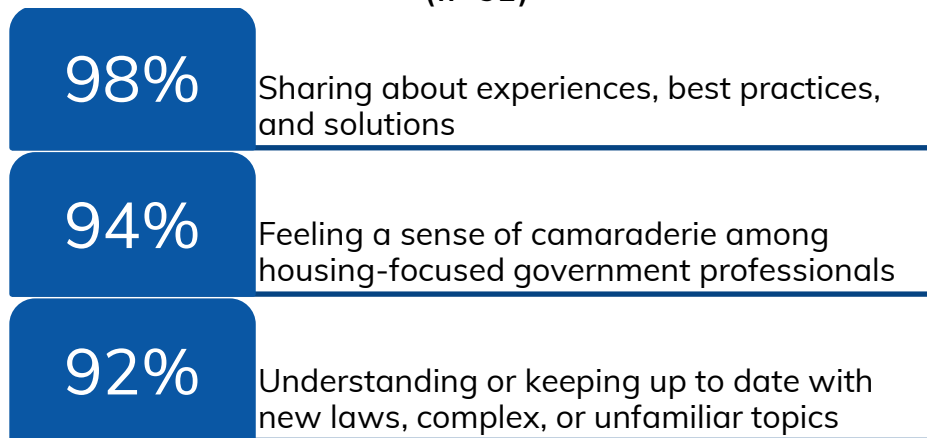 98%
Sharing about experiences, best practices,
and solutions
94%
Feeling a sense of camaraderie among
housing-focused government professionals
92%
Understanding or keeping up to date with
new laws, complex, or unfamiliar topics